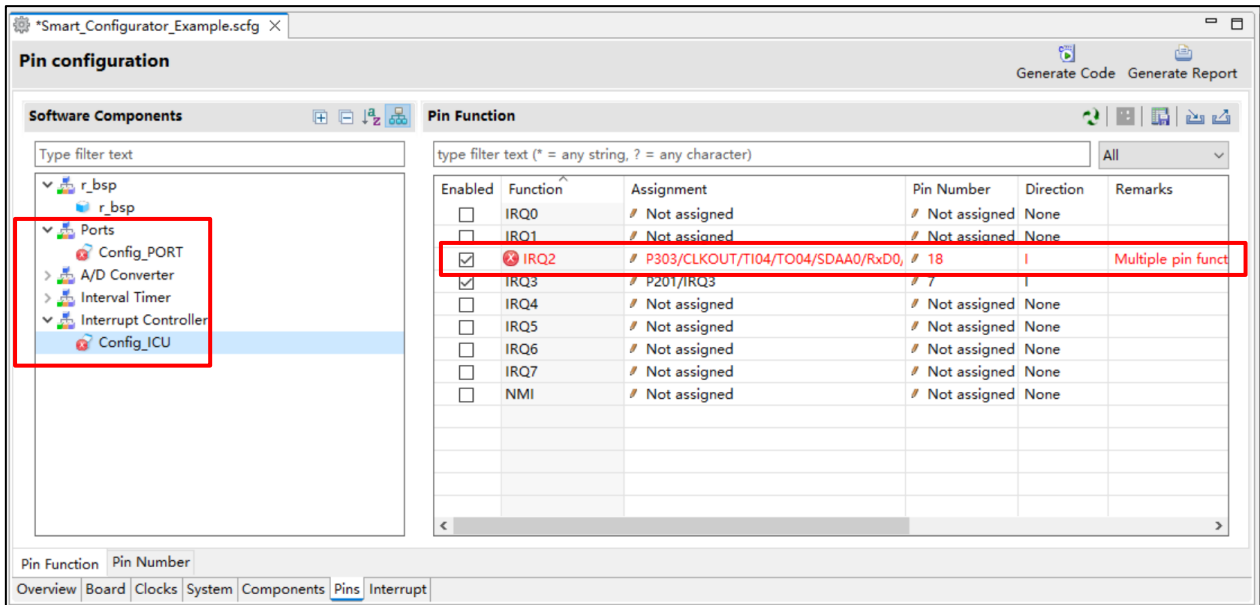 *Smart_Configurator_Example.scfg
Pin configuration
Generate Code Generate Report
Software Components
Type filter text
r_bsp
r_bsp
Ports
Config_PORT
A/D Converter
Interval Timer
Interrupt Controller
Config_ICU
Pin Function
type filter text (* = any string, ? = any character) All
Enabled Function Assignment Pin Number Direction Remarks
IRQ0 Not assigned Not assigned None
IRQ1 Not assigned Not assigned None
IRQ2 P303/CLKOUT/TI04/TO04/SDAA0/RxD0/ 18 I Multiple pin funct
IRQ3 P201/IRQ3 7 I
IRQ4 Not assigned Not assigned None
IRQ5 Not assigned Not assigned None
IRQ6 Not assigned Not assigned None
IRQ7 Not assigned Not assigned None
NMI Not assigned Not assigned None
Pin Function Pin Number
Overview Board Clocks System Components Pins Interrupt